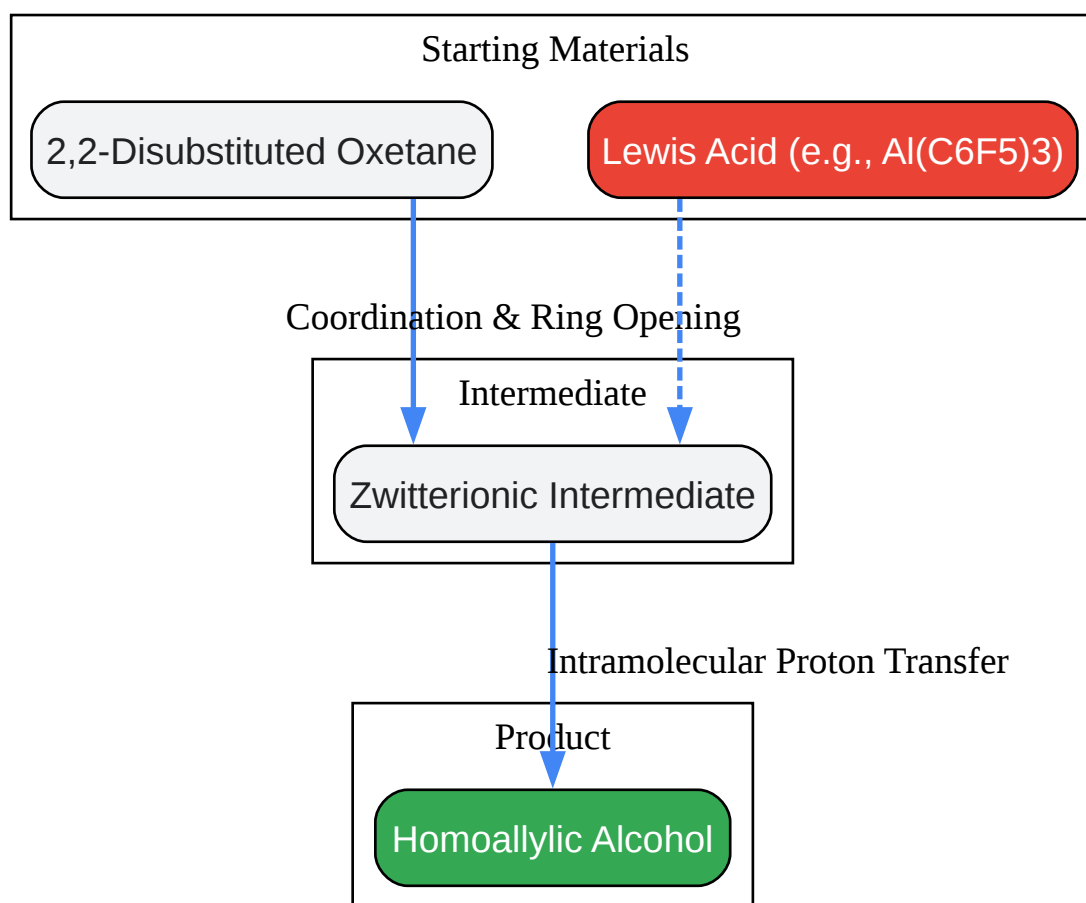 Starting Materials
2,2-Disubstituted Oxetane
Lewis Acid (e.g., Al(C6F5)3)
Coordination & Ring Opening
Intermediate
Zwitterionic Intermediate
Intramolecular Proton Transfer
Product
Homoallylic Alcohol